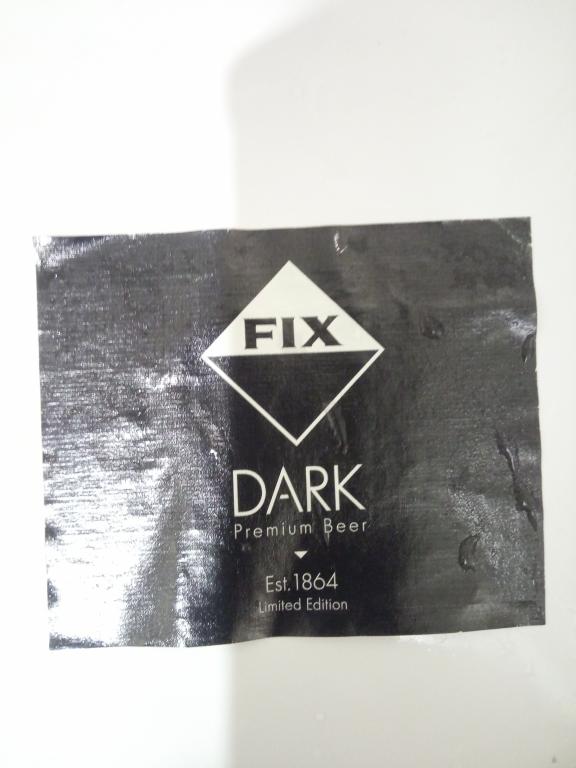 FIX
DARK
Premium Beer
Est.1864
Limited Edition